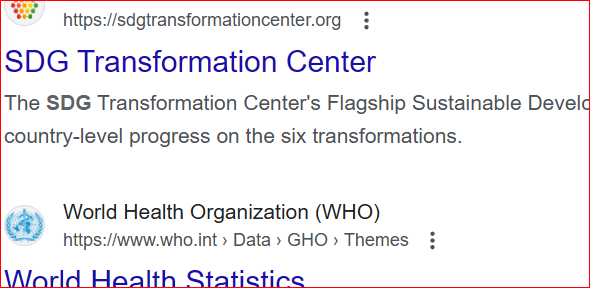 https://sdgtransformationcenter.org
SDG Transformation Center
The SDG Transformation Center's Flagship Sustainable Develo
country-level progress on the six transformations.
World Health Organization (WHO)
https://www.who.int › Data › GHO › Themes
World Health Statistics